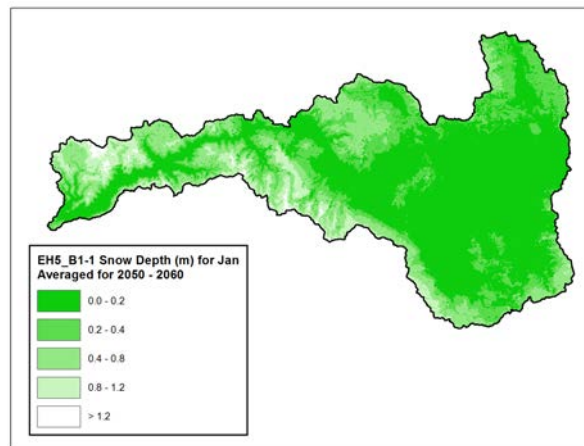 EH5_B1-1 Snow Depth (m) for Jan
Averaged for 2050 - 2060
0.0 - 0.2
0.2 - 0.4
0.4 - 0.8
0.8 - 1.2
> 1.2